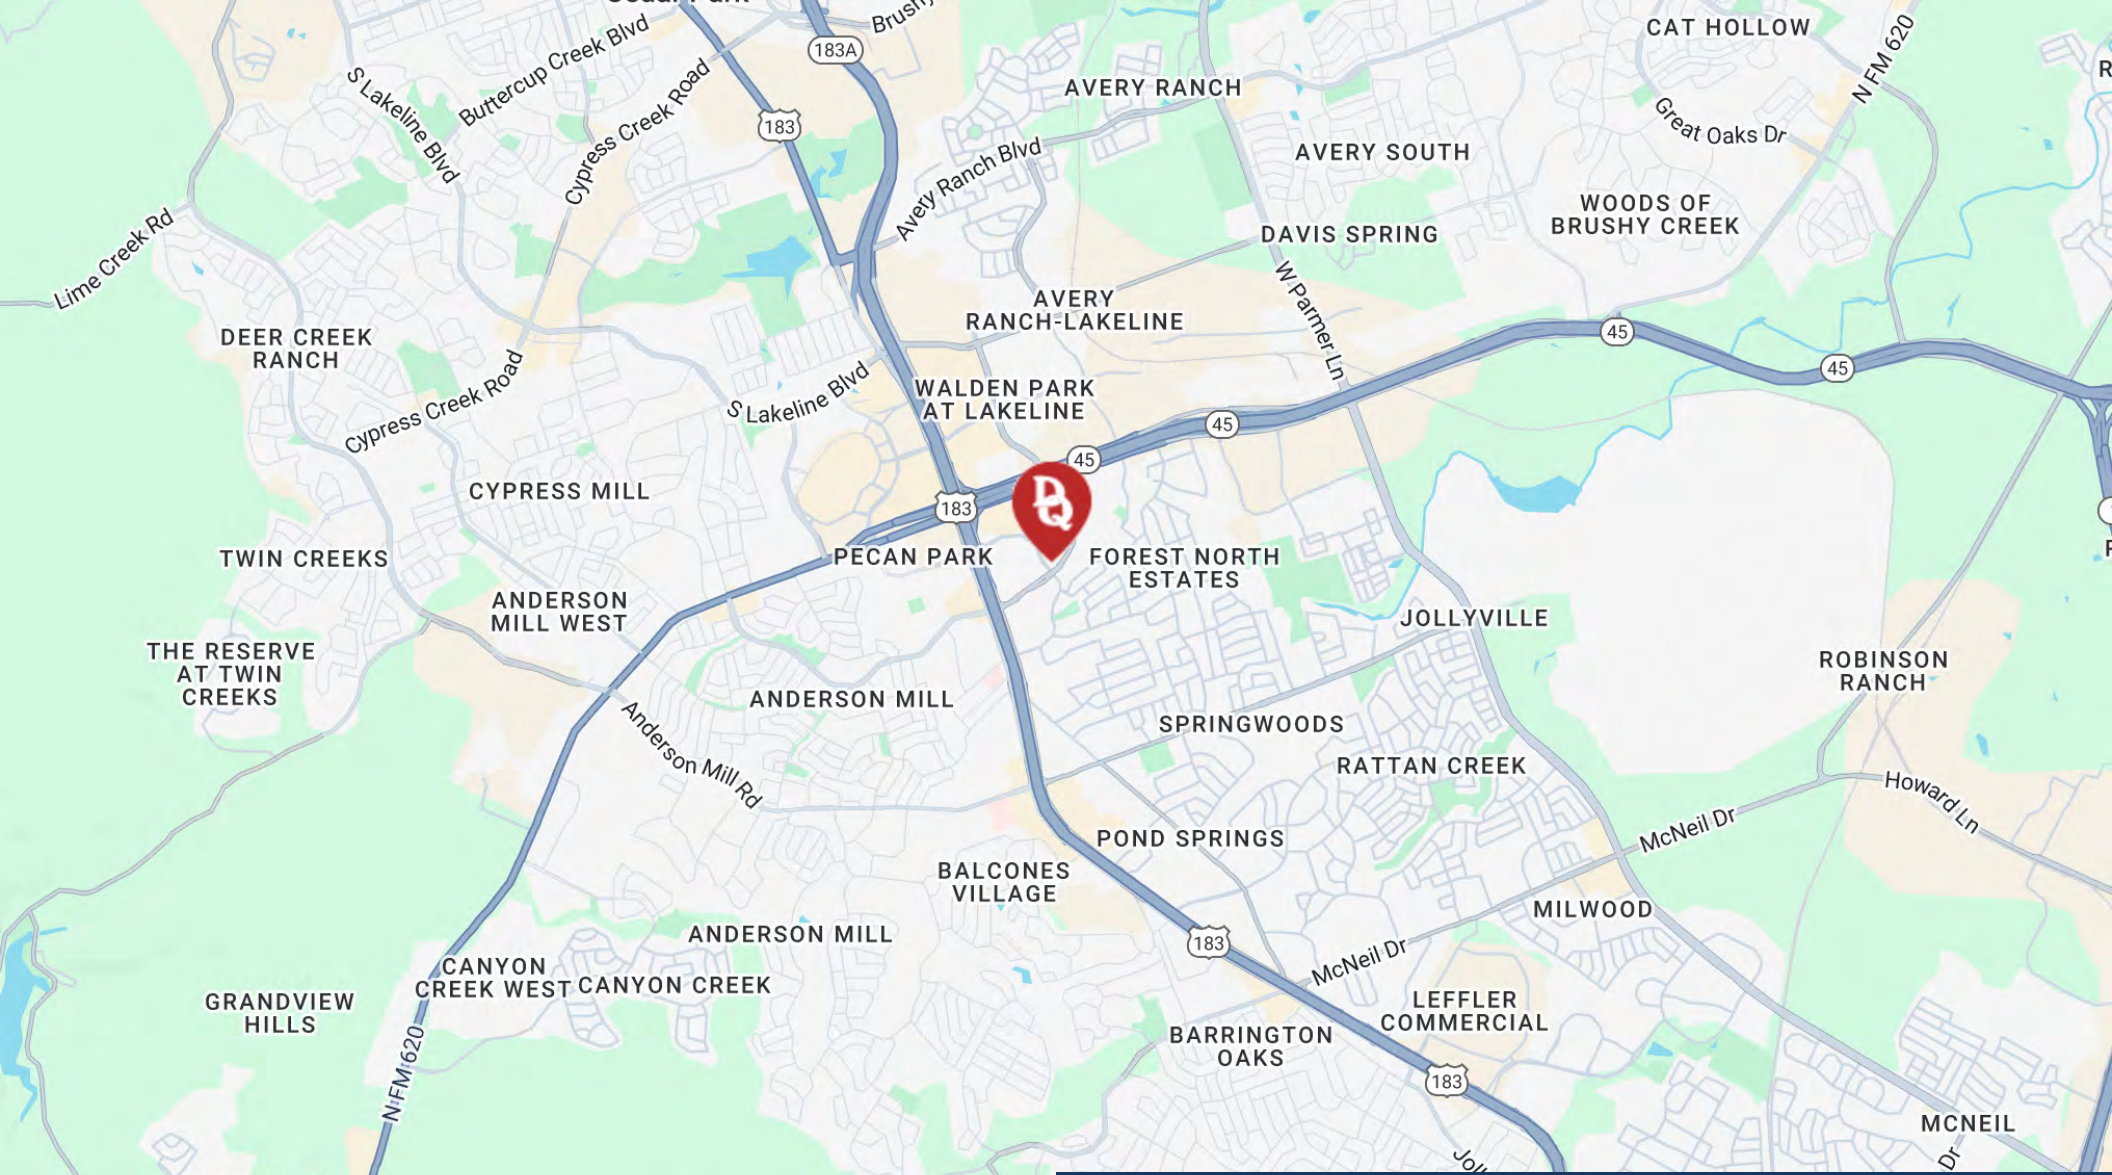 Cedar Park
Brushy
183A
CAT HOLLOW
N FM 620
Buttercup Creek Blvd
S Lakeline Blvd
Cypress Creek Road
183
AVERY RANCH
Great Oaks Dr
AVERY SOUTH
Avery Ranch Blvd
WOODS OF
BRUSHY CREEK
DAVIS SPRING
Lime Creek Rd
W Parmer Ln
AVERY
RANCH-LAKELINE
DEER CREEK
RANCH
45
45
Cypress Creek Road
S Lakeline Blvd
WALDEN PARK
AT LAKELINE
45
45
CYPRESS MILL
183
DQ
TWIN CREEKS
PECAN PARK
FOREST NORTH
ESTATES
ANDERSON
MILL WEST
JOLLYVILLE
THE RESERVE
AT TWIN
CREEKS
ROBINSON
RANCH
ANDERSON MILL
SPRINGWOODS
Anderson Mill Rd
RATTAN CREEK
Howard Ln
McNeil Dr
POND SPRINGS
BALCONES
VILLAGE
MILWOOD
ANDERSON MILL
183
McNeil Dr
CANYON
CREEK WEST
CANYON CREEK
GRANDVIEW
HILLS
LEFFLER
COMMERCIAL
BARRINGTON
OAKS
N FM 620
183
MCNEIL
Dr